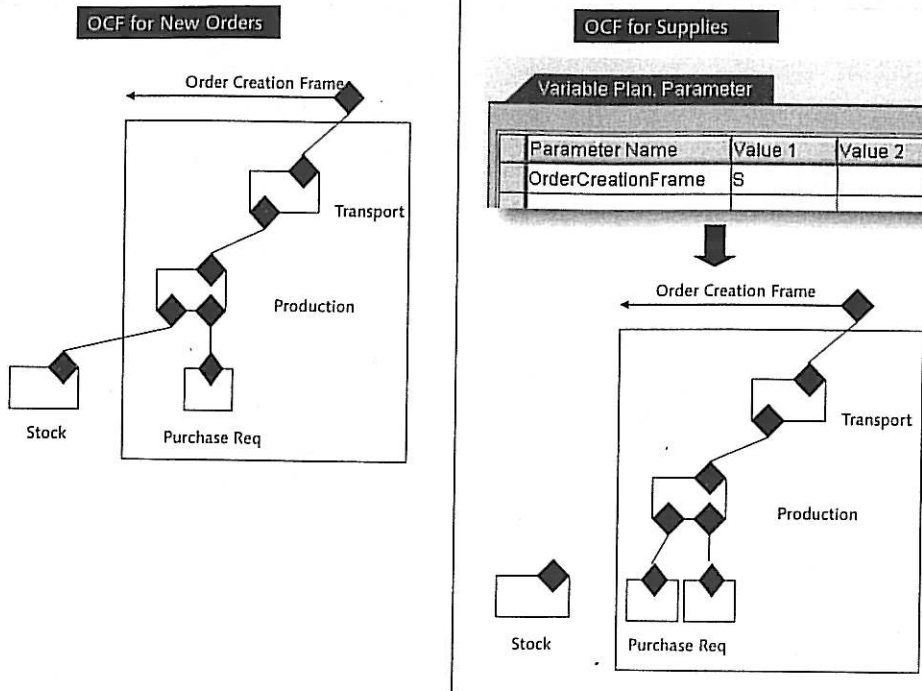 OCF for New Orders
Order Creation Frame
Transport
Production
Stock
Purchase Req
OCF for Supplies
Variable Plan. Parameter
Parameter Name Value 1 Value 2
OrderCreationFrame S
Order Creation Frame
Transport
Production
Stock
Purchase Req